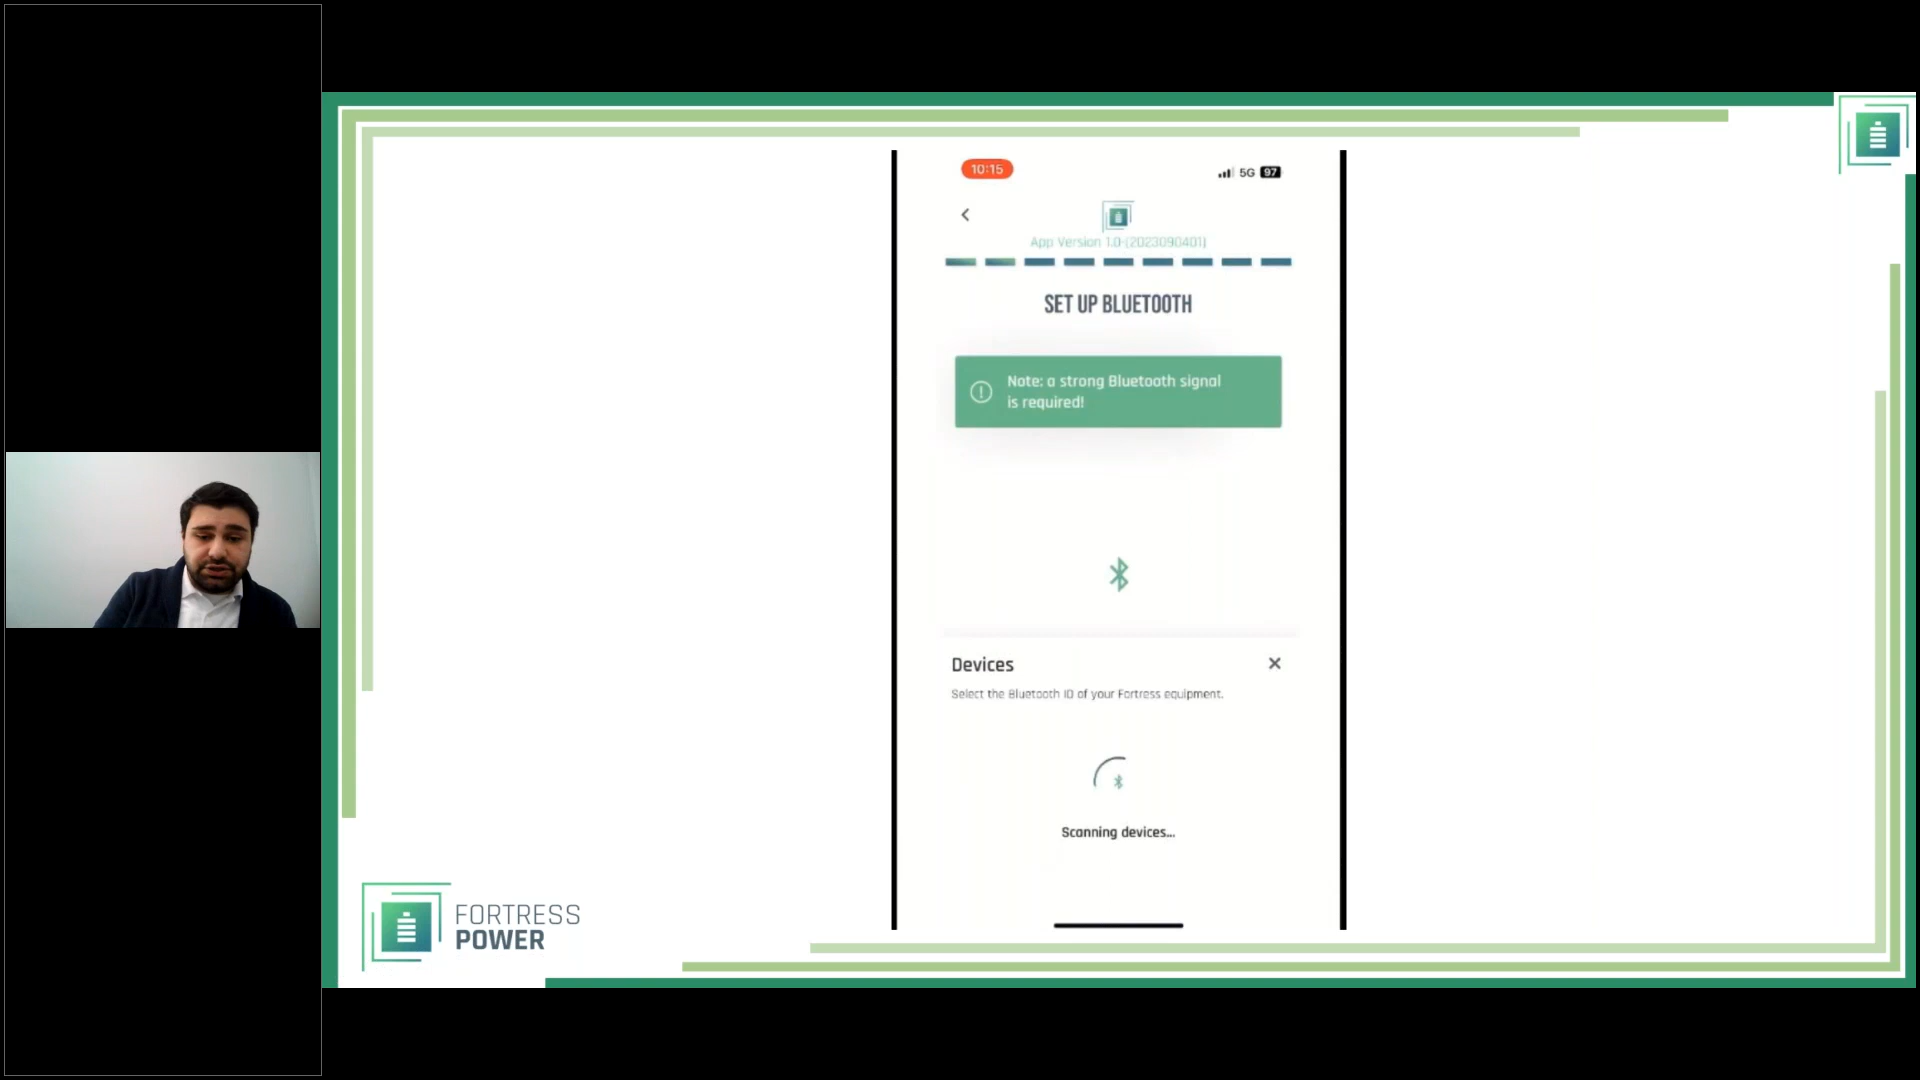 10:15
5G 97
App Version 1.0-(2023090401)
SET UP BLUETOOTH
Note: a strong Bluetooth signal
is required!
Devices
Select the Bluetooth ID of your Fortress equipment.
Scanning devices...
FORTRESS
POWER